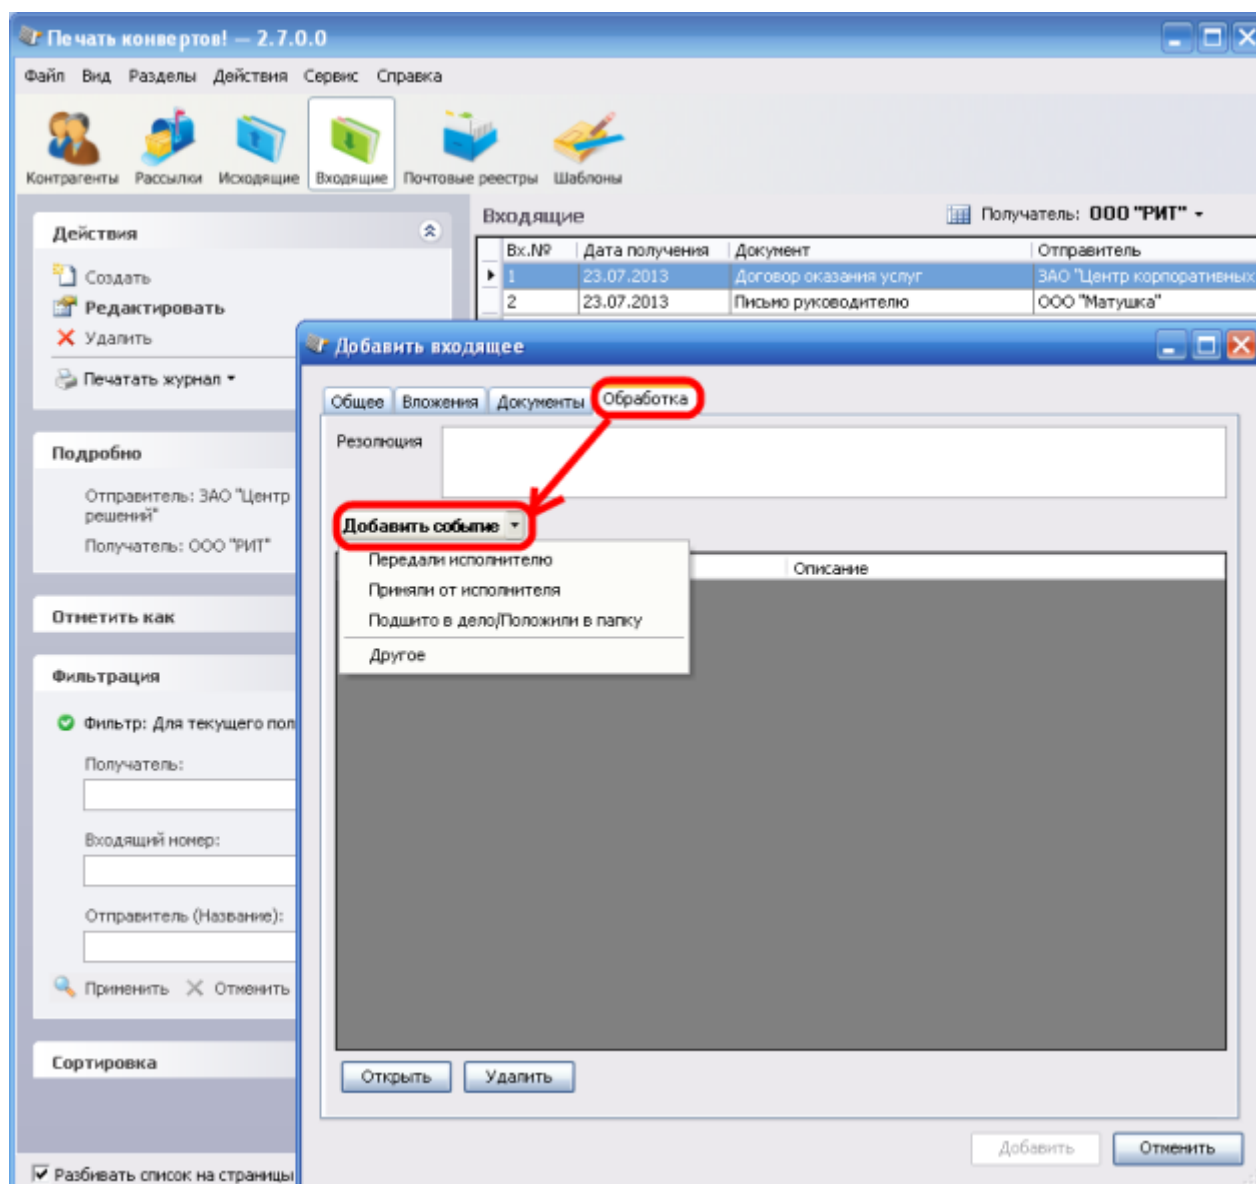 Печать конвертов! — 2.7.0.0
Файл Вид Разделы Действия Сервис Справка
Контрагенты Рассылки Исходящие Входящие Почтовые реестры Шаблоны
Действия
Создать
Редактировать
Удалить
Печатать журнал
Подробно
Отправитель: ЗАО "Центр
решений"
Получатель: ООО "РИТ"
Отметить как
Фильтрация
Фильтр: Для текущего пол
Получатель:
Входящий номер:
Отправитель (Название):
Применить Отменить
Сортировка
Разбивать список на страницы
Входящие Получатель: ООО "РИТ"
Вх.№ Дата получения Документ Отправитель
1 23.07.2013 Договор оказания услуг ЗАО "Центр корпоративных
2 23.07.2013 Письмо руководителю ООО "Матушка"
Добавить входящее
Общее Вложения Документы Обработка
Резолюция
Добавить событие
Описание
Передали исполнителю
Приняли от исполнителя
Подшито в дело/Положили в папку
Другое
Открыть Удалить
Добавить Отменить